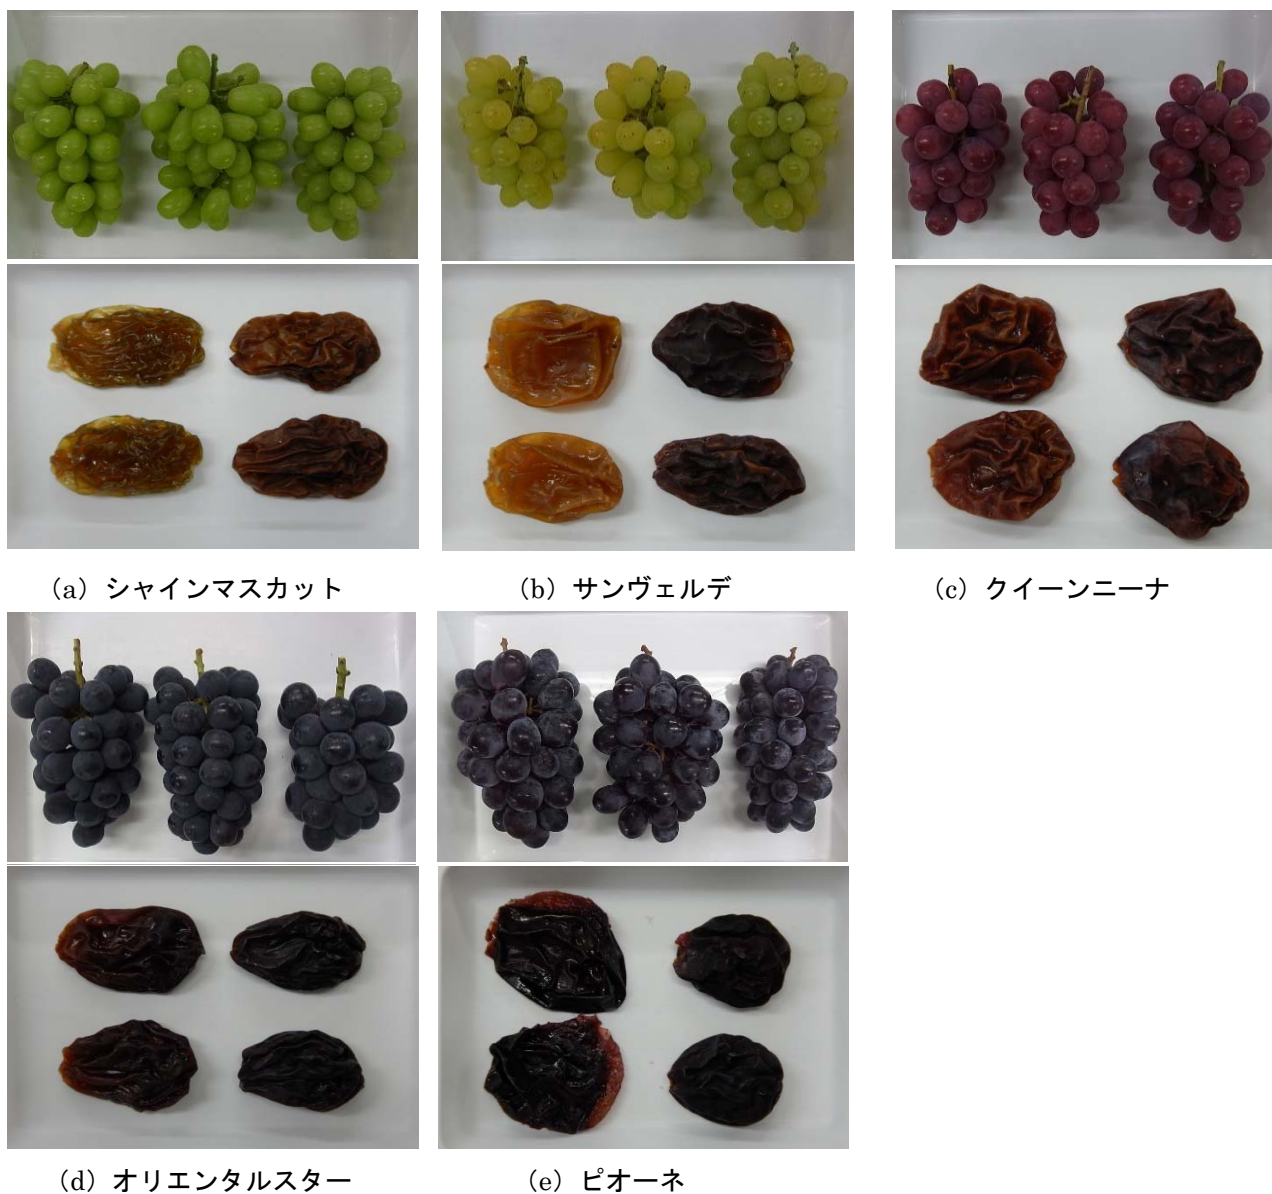 (a) シャインマスカット
(b) サンヴェルデ
(c) クイーンニーナ
(d) オリエンタルスター
(e) ピオーネ